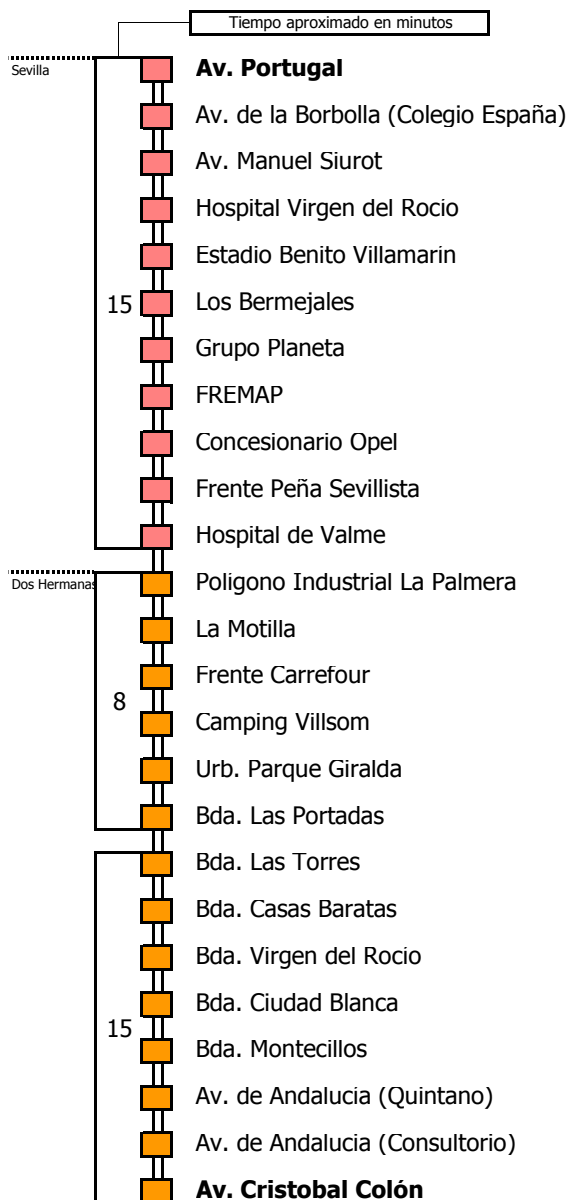 Tiempo aproximado en minutos
Sevilla
Av. Portugal
Av. de la Borbolla (Colegio España)
Av. Manuel Siurot
Hospital Virgen del Rocio
Estadio Benito Villamarin
15
Los Bermejales
Grupo Planeta
FREMAP
Concesionario Opel
Frente Peña Sevillista
Hospital de Valme
Dos Hermanas
Poligono Industrial La Palmera
La Motilla
Frente Carrefour
8
Camping Villsom
Urb. Parque Giralda
Bda. Las Portadas
Bda. Las Torres
Bda. Casas Baratas
Bda. Virgen del Rocio
Bda. Ciudad Blanca
15
Bda. Montecillos
Av. de Andalucia (Quintano)
Av. de Andalucia (Consultorio)
Av. Cristobal Colón